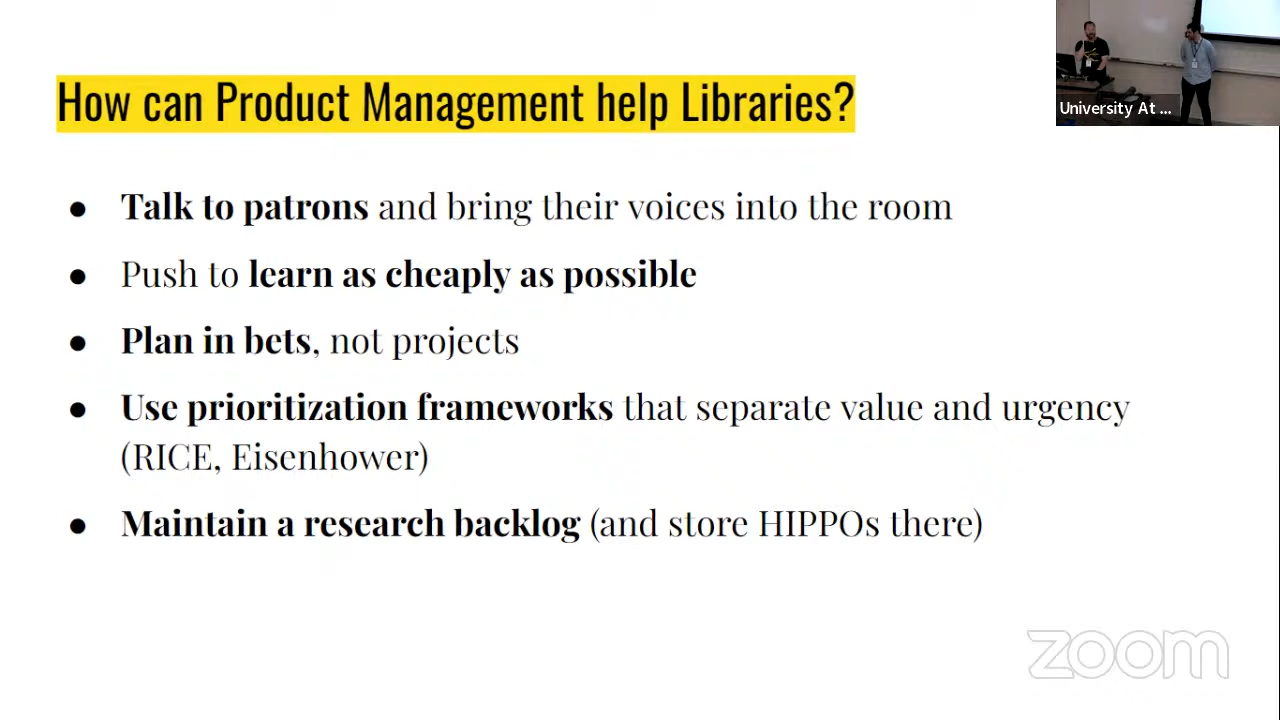 How can Product Management help Libraries?
University At ...
● Talk to patrons and bring their voices into the room
● Push to learn as cheaply as possible
● Plan in bets, not projects
● Use prioritization frameworks that separate value and urgency
(RICE, Eisenhower)
● Maintain a research backlog (and store HIPPOs there)
zoom